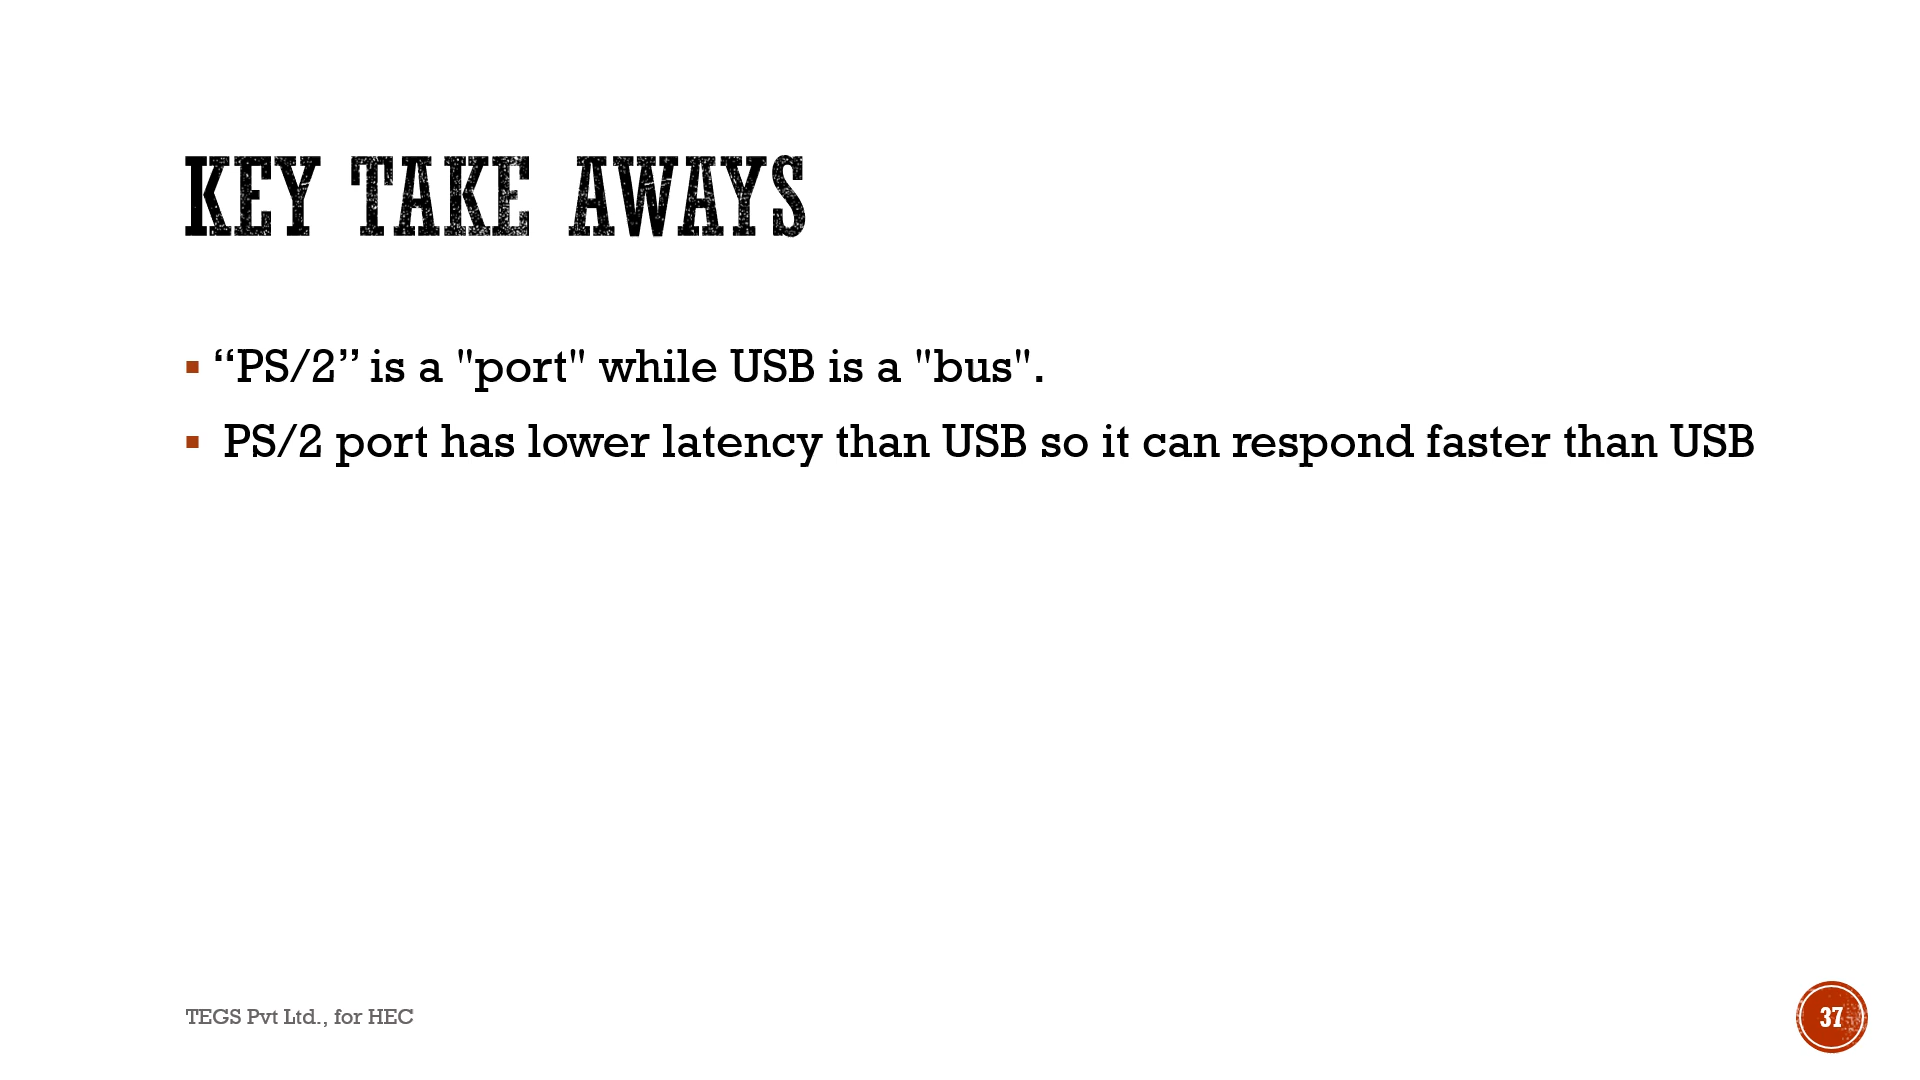 KEY TAKE AWAYS
▪ “PS/2” is a "port" while USB is a "bus".
▪ PS/2 port has lower latency than USB so it can respond faster than USB
TEGS Pvt Ltd., for HEC
37